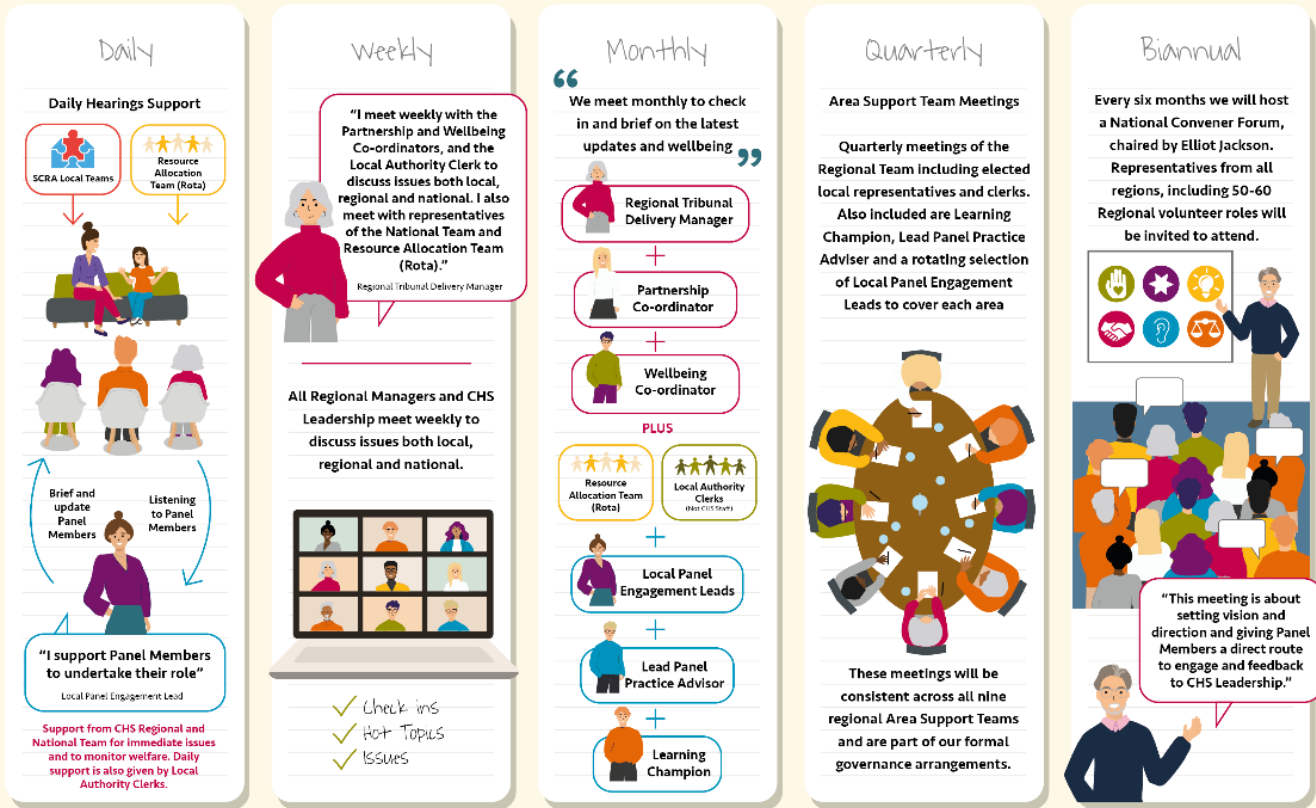 Daily
Daily Hearings Support
SCRA Local Teams
Resource
Allocation
Team (Rota)
Brief and
update
Panel
Members
Listening
to Panel
Members
“I support Panel Members
to undertake their role”
Local Panel Engagement Lead
Support from CHS Regional and
National Team for immediate issues
and to monitor welfare. Daily
support is also given by Local
Authority Clerks.
Weekly
“I meet weekly with the
Partnership and Wellbeing
Co-ordinators, and the
Local Authority Clerk to
discuss issues both local,
regional and national. I also
meet with representatives
of the National Team and
Resource Allocation Team
(Rota).”
Regional Tribunal Delivery Manager
All Regional Managers and CHS
Leadership meet weekly to
discuss issues both local,
regional and national.
Check ins
Hot Topics
Issues
Monthly
“
We meet monthly to check
in and brief on the latest
updates and wellbeing
”
Regional Tribunal
Delivery Manager
+
Partnership
Co-ordinator
+
Wellbeing
Co-ordinator
PLUS
Resource
Allocation Team
(Rota)
Local Authority
Clerks
(Not CHS Staff)
+
Local Panel
Engagement Leads
+
Lead Panel
Practice Advisor
+
Learning
Champion
Quarterly
Area Support Team Meetings
Quarterly meetings of the
Regional Team including elected
local representatives and clerks.
Also included are Learning
Champion, Lead Panel Practice
Adviser and a rotating selection
of Local Panel Engagement
Leads to cover each area
These meetings will be
consistent across all nine
regional Area Support Teams
and are part of our formal
governance arrangements.
Biannual
Every six months we will host
a National Convener Forum,
chaired by Elliot Jackson.
Representatives from all
regions, including 50-60
Regional volunteer roles will
be invited to attend.
“This meeting is about
setting vision and
direction and giving Panel
Members a direct route
to engage and feedback
to CHS Leadership.”